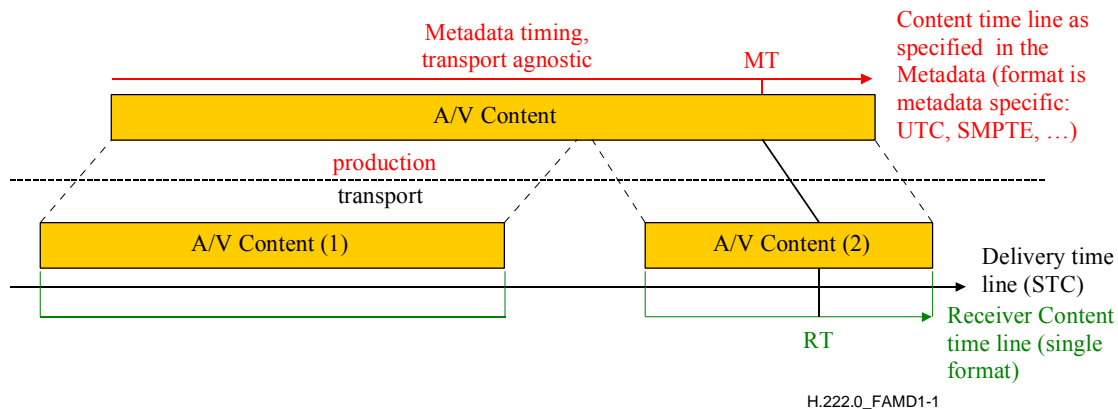 Metadata timing,
transport agnostic
MT
Content time line as
specified in the
Metadata (format is
metadata specific:
UTC, SMPTE, …)
A/V Content
production
transport
A/V Content (1)
A/V Content (2)
Delivery time
line (STC)
RT
Receiver Content
time line (single
format)
H.222.0_FAMD1-1